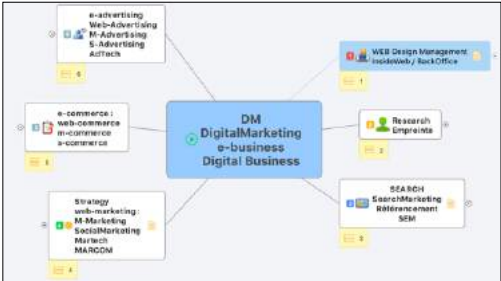 e-advertising
Web-Advertising
M-Advertising
S-Advertising
AdTech
6
WEB Design Management
InsideWeb / BackOffice
1
DM
DigitalMarketing
e-business
Digital Business
e-commerce :
web-commerce
m-commerce
s-commerce
5
Research
Empreinte
2
SEARCH
SearchMarketing
Référencement
SEM
3
Strategy
web-marketing:
M-Marketing
SocialMarketing
Martech
MARCOM
4